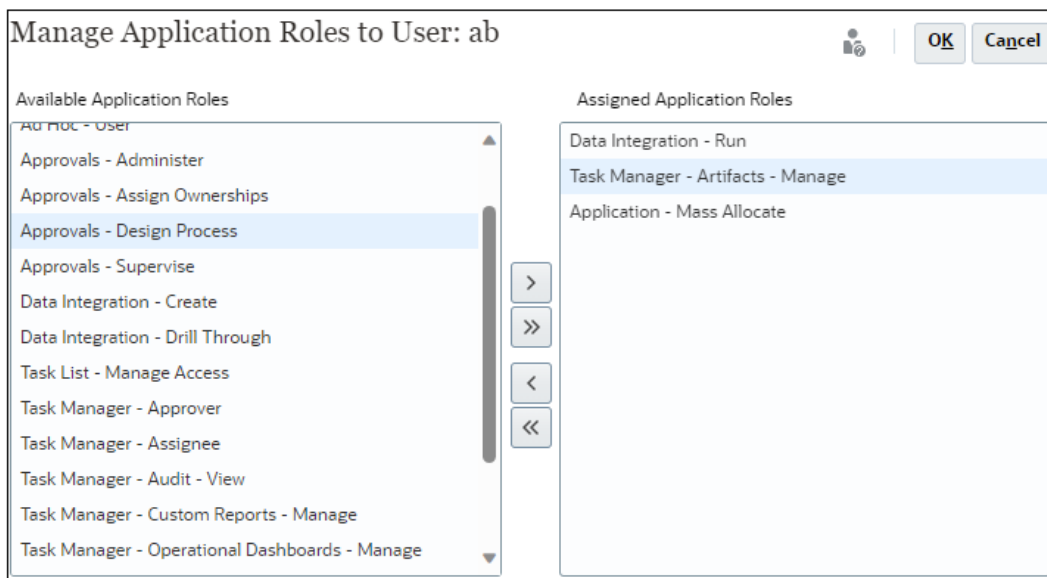 Manage Application Roles to User: ab
OK
Cancel
Available Application Roles
Ad Hoc - User
Approvals - Administer
Approvals - Assign Ownerships
Approvals - Design Process
Approvals - Supervise
Data Integration - Create
Data Integration - Drill Through
Task List - Manage Access
Task Manager - Approver
Task Manager - Assignee
Task Manager - Audit - View
Task Manager - Custom Reports - Manage
Task Manager - Operational Dashboards - Manage
Assigned Application Roles
Data Integration - Run
Task Manager - Artifacts - Manage
Application - Mass Allocate